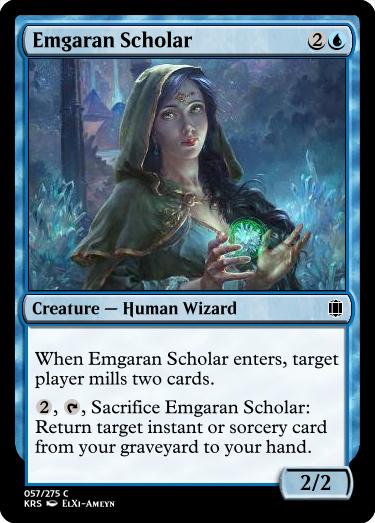 Emgaran Scholar 2
Creature — Human Wizard
When Emgaran Scholar enters, target
player mills two cards.
2, T, Sacrifice Emgaran Scholar:
Return target instant or sorcery card
from your graveyard to your hand.
2/2
057/275 C
KRS ElXi-Ameyn